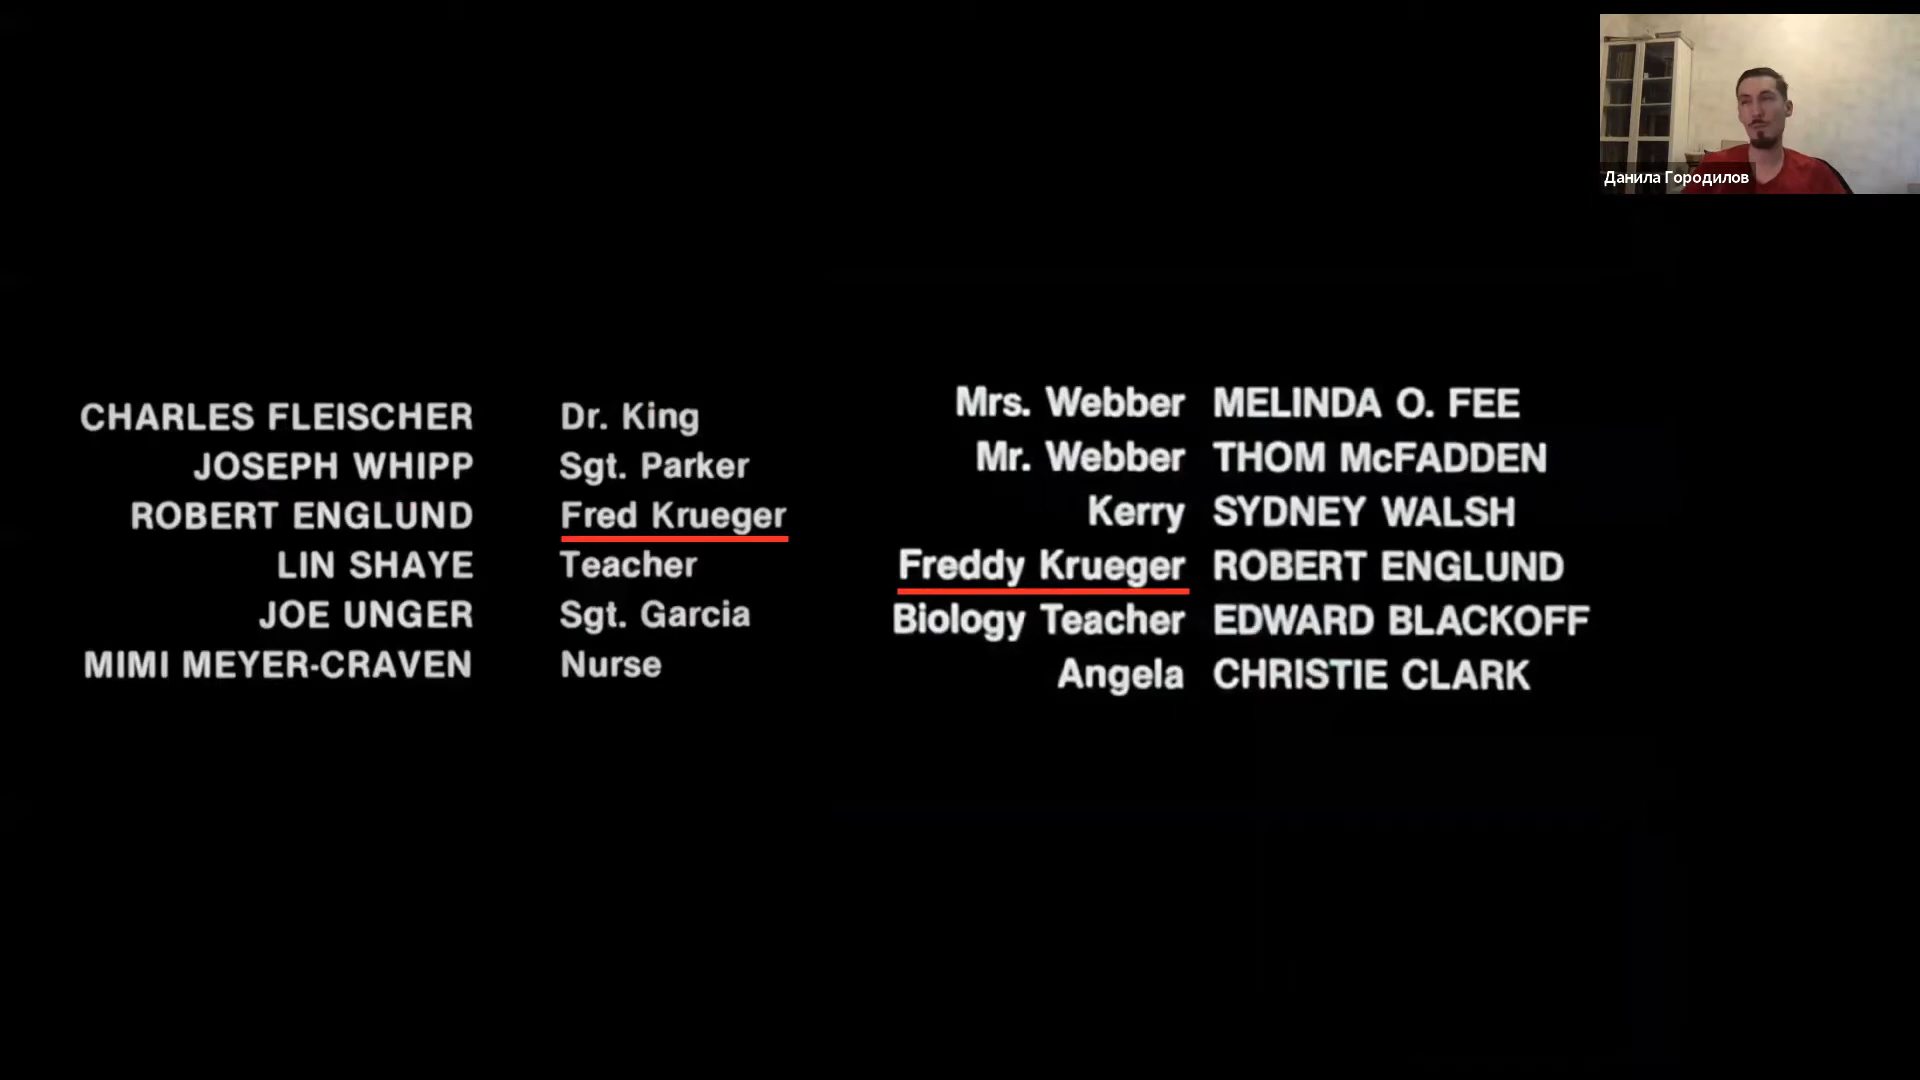 Данила Городилов
CHARLES FLEISCHER Dr. King
JOSEPH WHIPP Sgt. Parker
ROBERT ENGLUND Fred Krueger
LIN SHAYE Teacher
JOE UNGER Sgt. Garcia
MIMI MEYER-CRAVEN Nurse
Mrs. Webber MELINDA O. FEE
Mr. Webber THOM McFADDEN
Kerry SYDNEY WALSH
Freddy Krueger ROBERT ENGLUND
Biology Teacher EDWARD BLACKOFF
Angela CHRISTIE CLARK